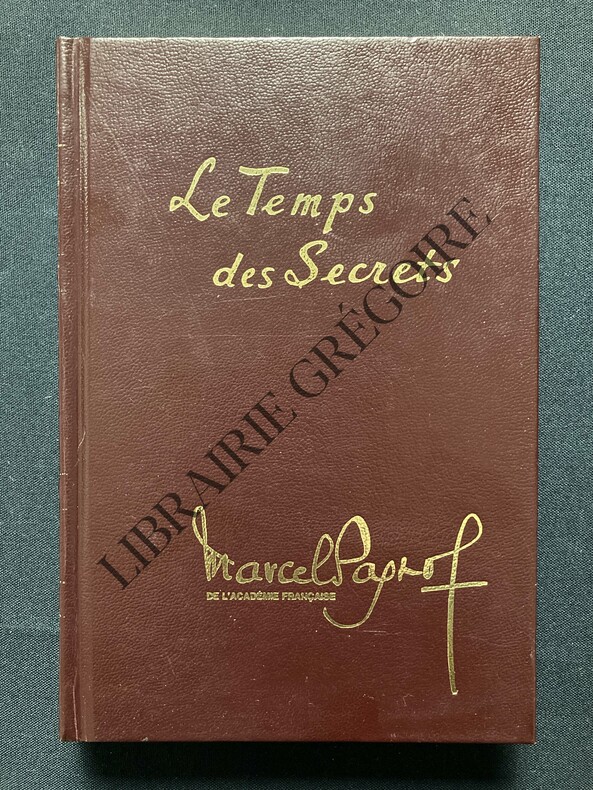 Le Temps
des Secrets
LIBRAIRIE GRÉGOIRE
Marcel Pagnol
DE L'ACADÉMIE FRANÇAISE